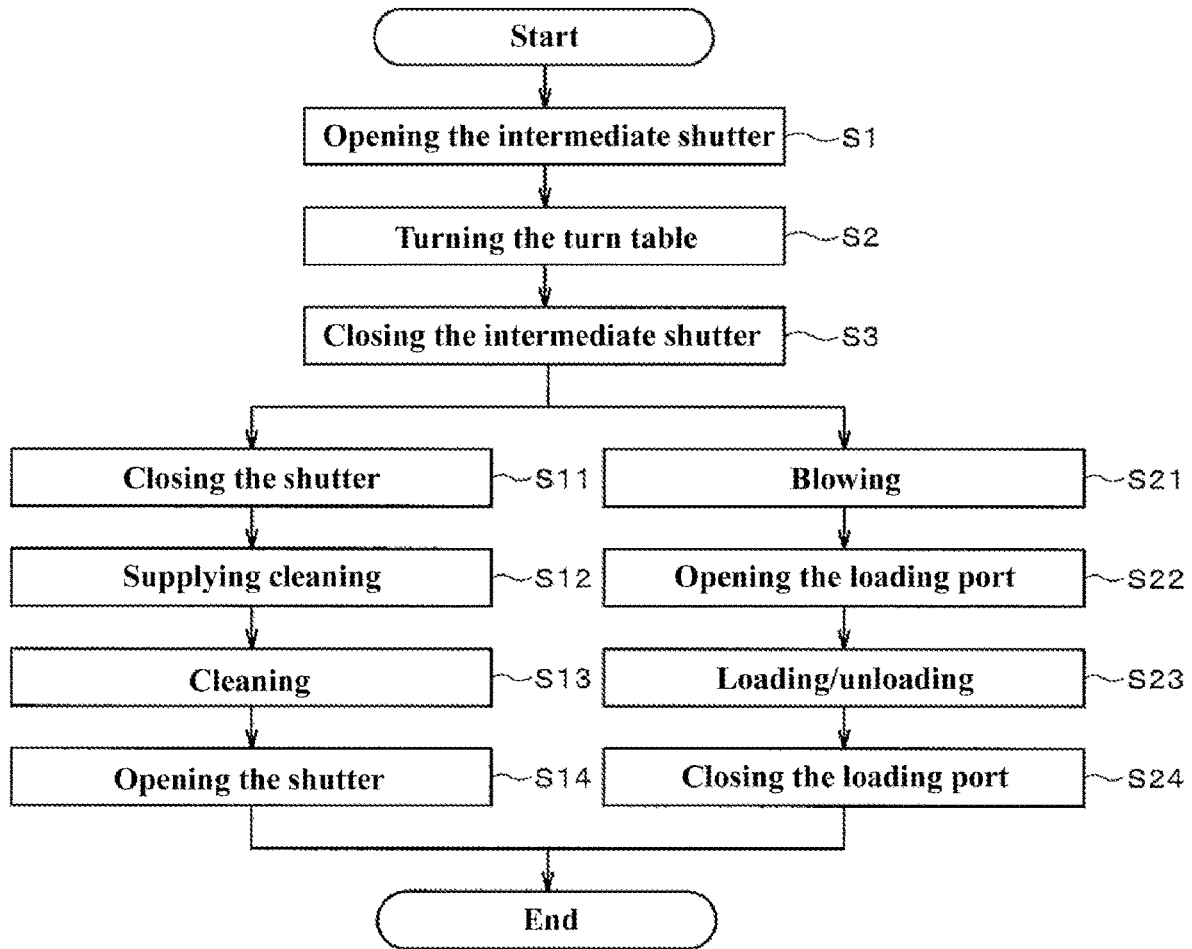 Start
Opening the intermediate shutter S1
Turning the turn table S2
Closing the intermediate shutter S3
Closing the shutter S11 Blowing S21
Supplying cleaning S12 Opening the loading port S22
Cleaning S13 Loading/unloading S23
Opening the shutter S14 Closing the loading port S24
End